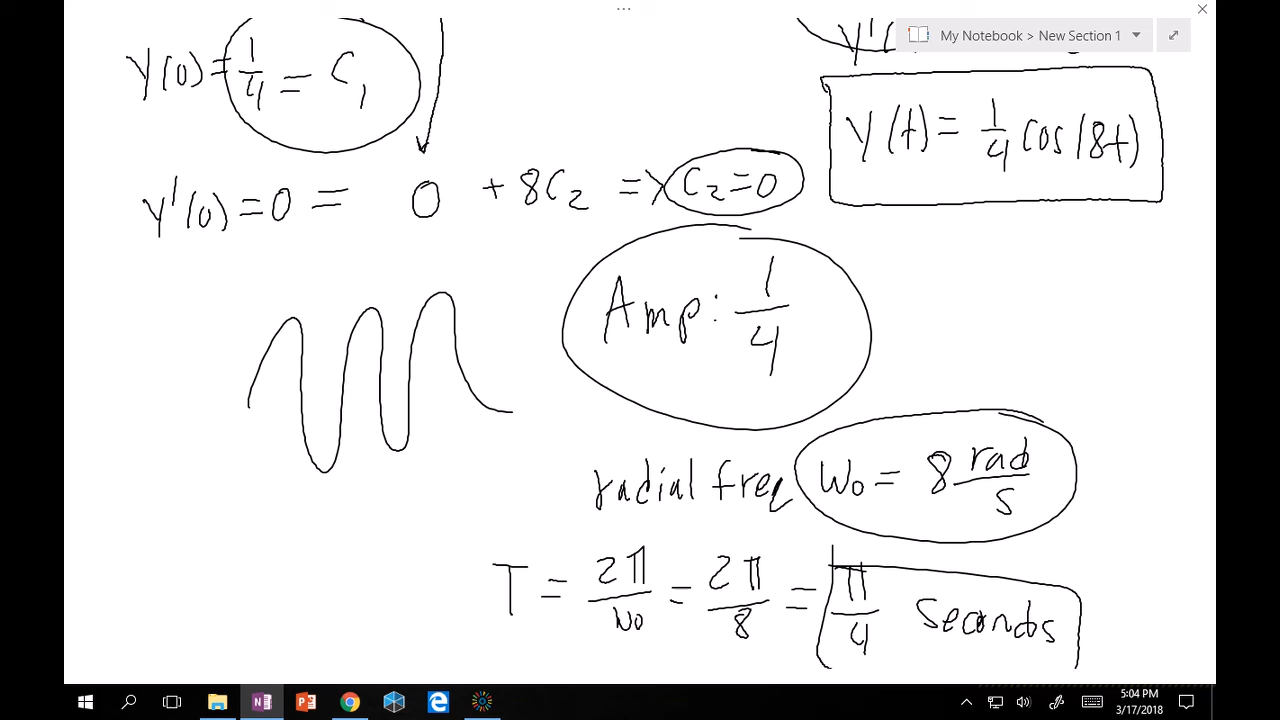 My Notebook > New Section 1
y(0) = 1/4 = C₁
y'(
y(t) = 1/4 cos(8t)
y'(0) = 0 = 0 + 8C₂ => C₂ = 0
Amp: 1/4
radial freq W₀ = 8 rad/s
T = 2π/W₀ = 2π/8 = π/4 seconds
5:04 PM
3/17/2018